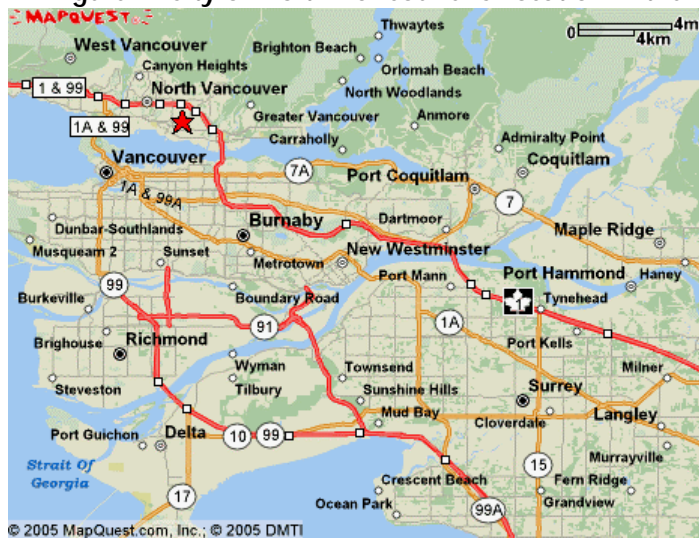 MAPQUEST
Thwaytes
0 4mi
4km
West Vancouver
Brighton Beach
Canyon Heights
Orlomah Beach
North Vancouver
North Woodlands
1 & 99
Greater Vancouver
Anmore
1A & 99
Carraholly
Admiralty Point
Vancouver
7A
Coquitlam
Port Coquitlam
1A & 99A
7
Dunbar-Southlands
Burnaby
Dartmoor
Maple Ridge
Musqueam 2
Sunset
Metrotown
New Westminster
Port Hammond
99
Port Mann
Haney
Burkeville
Boundary Road
Tynehead
91
1A
Brighouse
Richmond
Port Kells
Wyman
Townsend
Milner
Steveston
Tilbury
Sunshine Hills
Surrey
Mud Bay
Cloverdale
Langley
Port Guichon
Delta
10
99
Murrayville
Strait Of
Georgia
15
Crescent Beach
Fern Ridge
17
Ocean Park
99A
Grandview
© 2005 MapQuest.com, Inc.; © 2005 DMTI